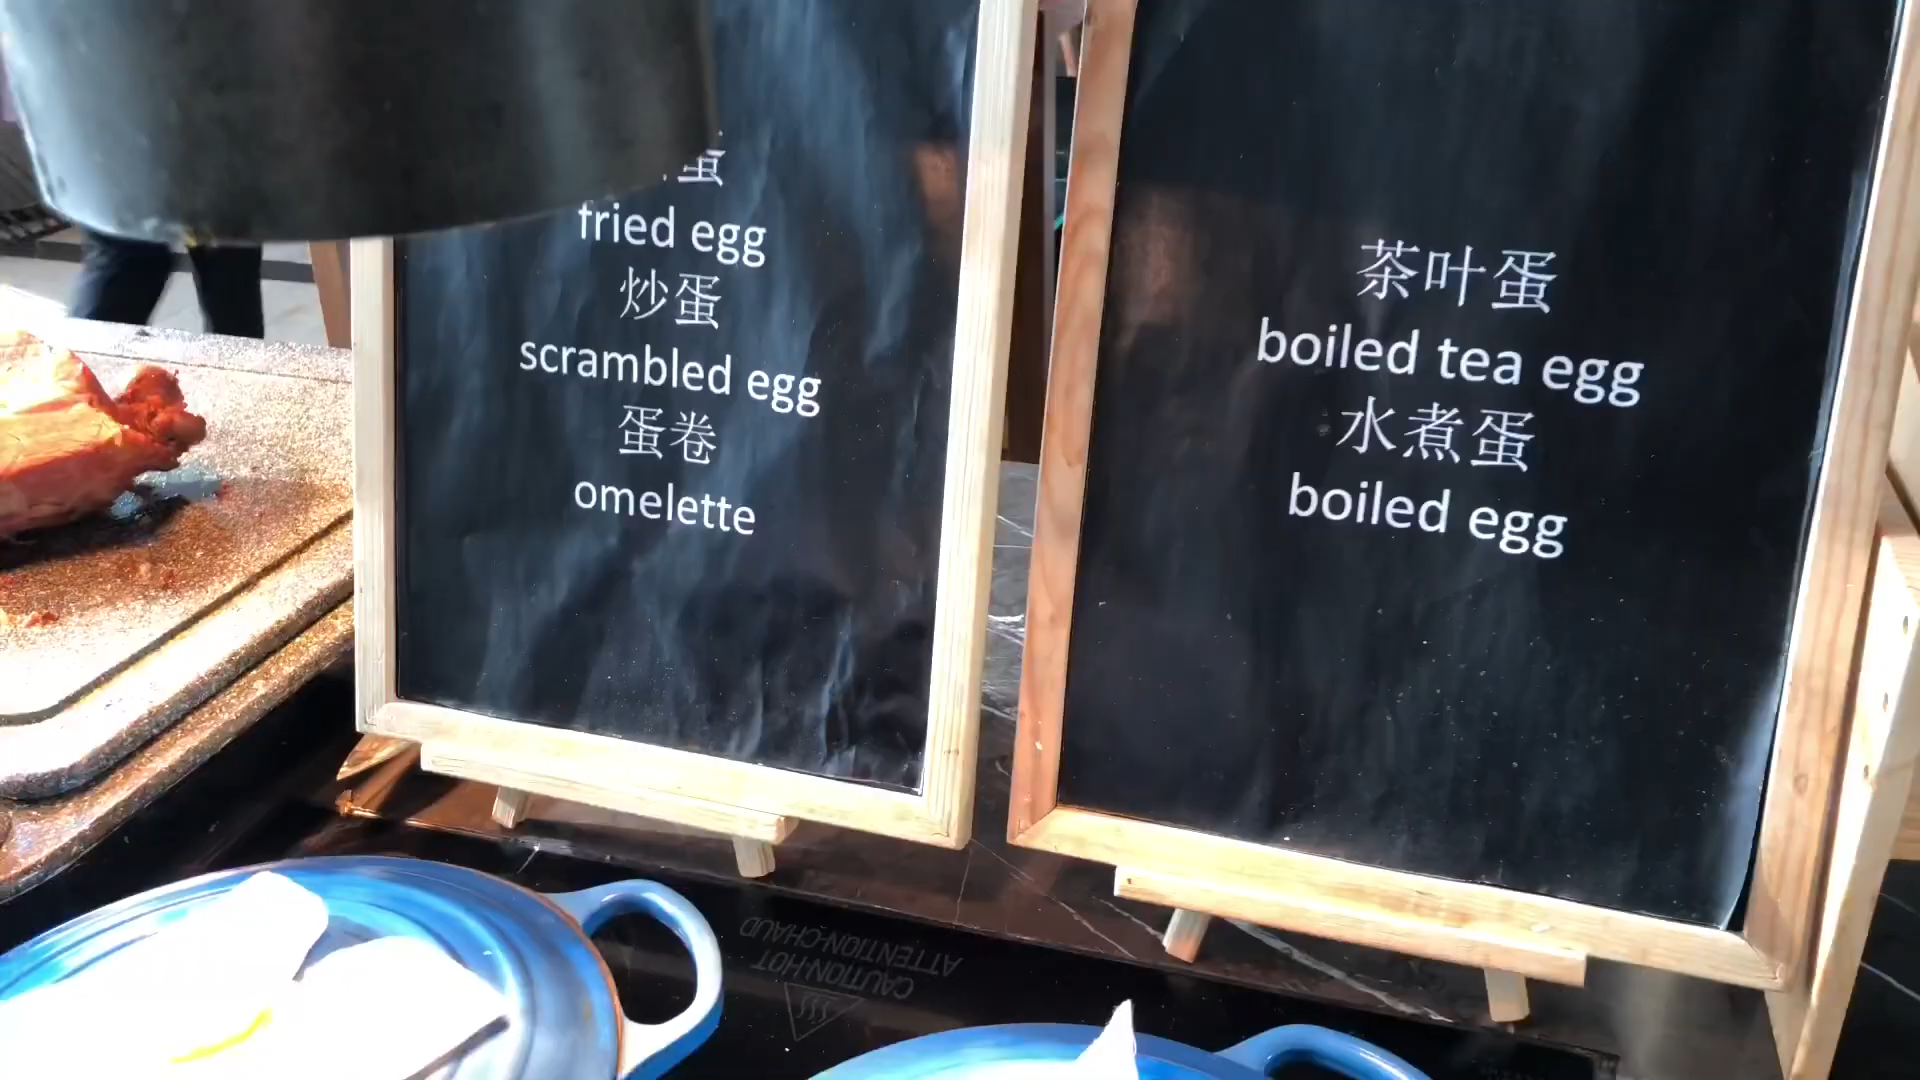 蛋
fried egg
炒蛋
scrambled egg
蛋卷
omelette
茶叶蛋
boiled tea egg
水煮蛋
boiled egg
CAUTION-HOT
ATTENTION-CHAUD